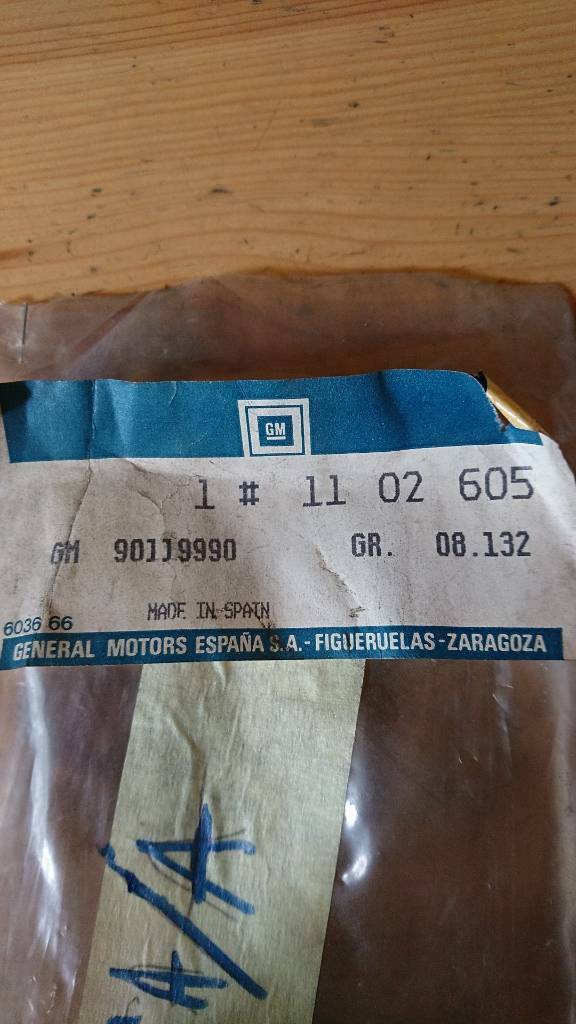 GM
1 # 11 02 605
GM 90119990 GR. 08.132
MADE IN SPAIN
6036 66
GENERAL MOTORS ESPAÑA S.A.-FIGUERUELAS-ZARAGOZA